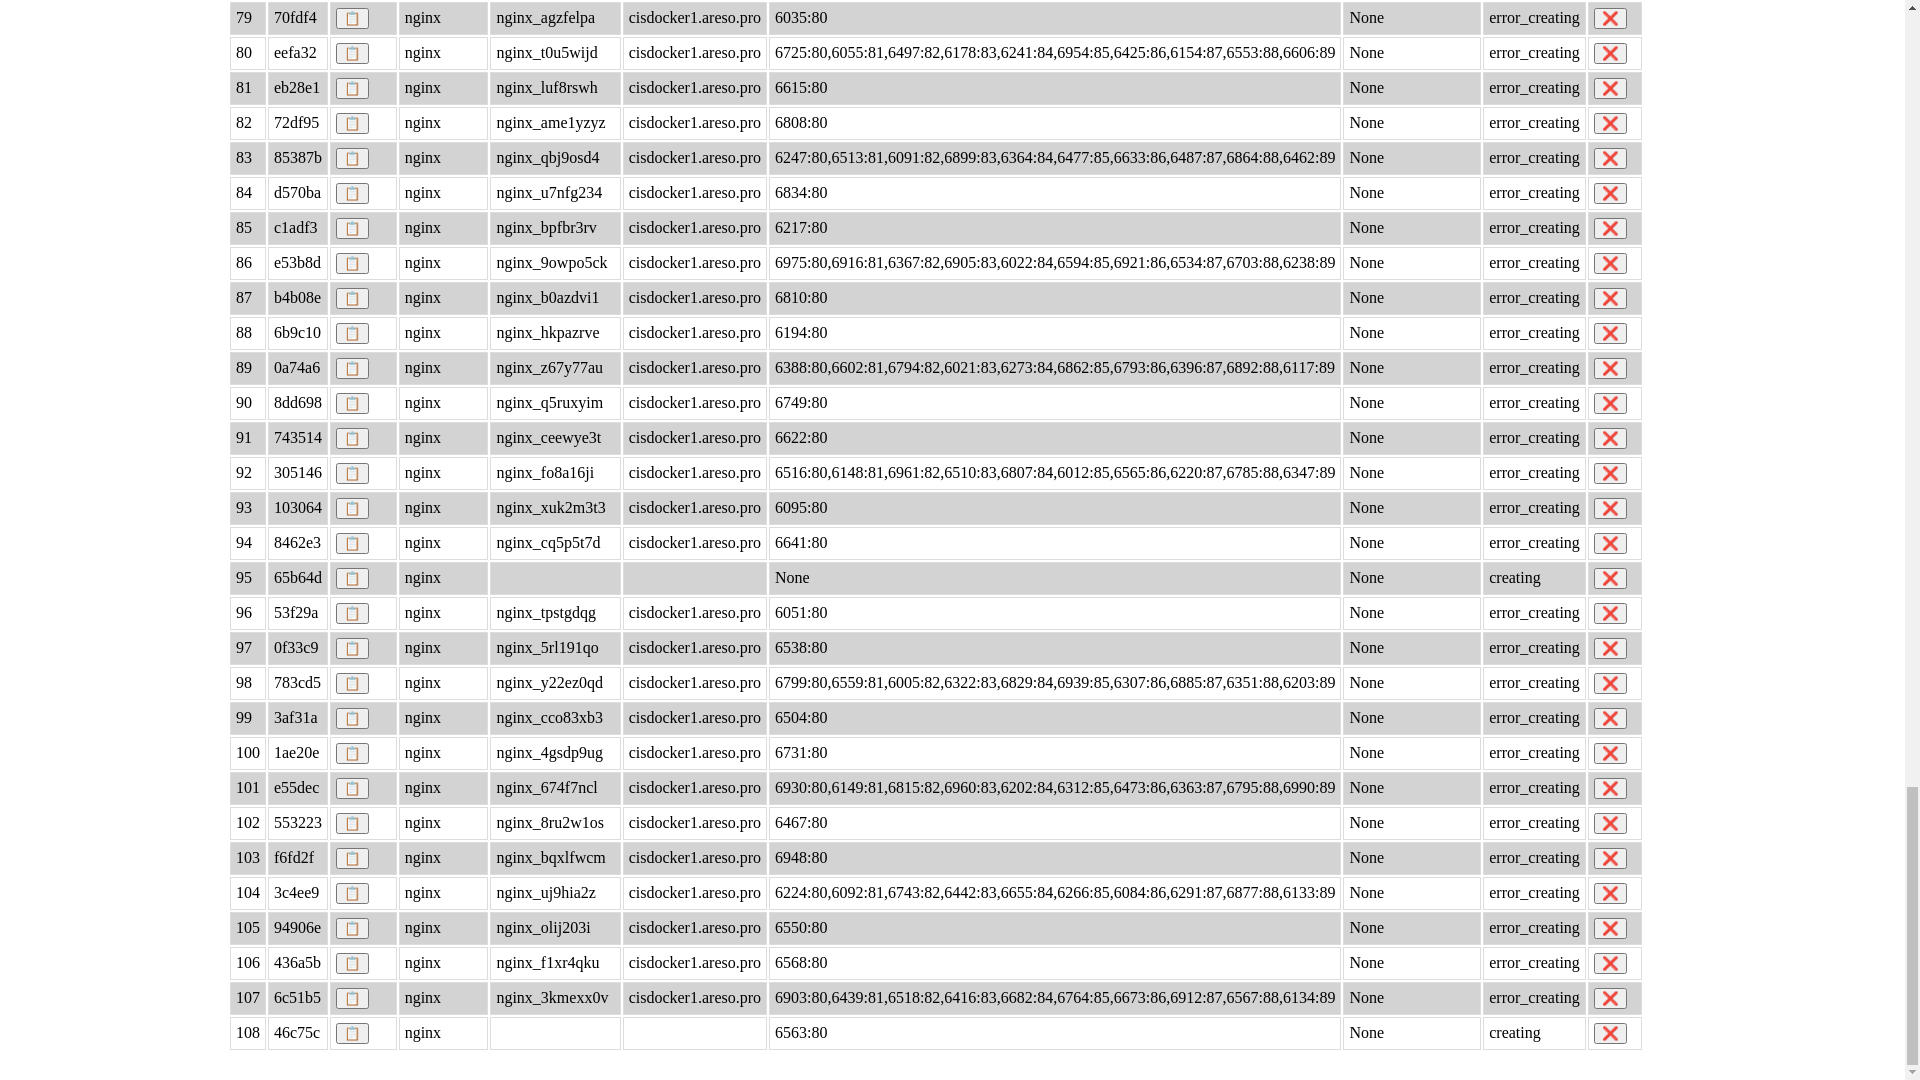 79 70fdf4 nginx nginx_agzfelpa cisdocker1.areso.pro 6035:80 None error_creating
80 eefa32 nginx nginx_t0u5wijd cisdocker1.areso.pro 6725:80,6055:81,6497:82,6178:83,6241:84,6954:85,6425:86,6154:87,6553:88,6606:89 None error_creating
81 eb28e1 nginx nginx_luf8rswh cisdocker1.areso.pro 6615:80 None error_creating
82 72df95 nginx nginx_ame1yzyz cisdocker1.areso.pro 6808:80 None error_creating
83 85387b nginx nginx_qbj9osd4 cisdocker1.areso.pro 6247:80,6513:81,6091:82,6899:83,6364:84,6477:85,6633:86,6487:87,6864:88,6462:89 None error_creating
84 d570ba nginx nginx_u7nfg234 cisdocker1.areso.pro 6834:80 None error_creating
85 c1adf3 nginx nginx_bpfbr3rv cisdocker1.areso.pro 6217:80 None error_creating
86 e53b8d nginx nginx_9owpo5ck cisdocker1.areso.pro 6975:80,6916:81,6367:82,6905:83,6022:84,6594:85,6921:86,6534:87,6703:88,6238:89 None error_creating
87 b4b08e nginx nginx_b0azdvi1 cisdocker1.areso.pro 6810:80 None error_creating
88 6b9c10 nginx nginx_hkpazrve cisdocker1.areso.pro 6194:80 None error_creating
89 0a74a6 nginx nginx_z67y77au cisdocker1.areso.pro 6388:80,6602:81,6794:82,6021:83,6273:84,6862:85,6793:86,6396:87,6892:88,6117:89 None error_creating
90 8dd698 nginx nginx_q5ruxyim cisdocker1.areso.pro 6749:80 None error_creating
91 743514 nginx nginx_ceewye3t cisdocker1.areso.pro 6622:80 None error_creating
92 305146 nginx nginx_fo8a16ji cisdocker1.areso.pro 6516:80,6148:81,6961:82,6510:83,6807:84,6012:85,6565:86,6220:87,6785:88,6347:89 None error_creating
93 103064 nginx nginx_xuk2m3t3 cisdocker1.areso.pro 6095:80 None error_creating
94 8462e3 nginx nginx_cq5p5t7d cisdocker1.areso.pro 6641:80 None error_creating
95 65b64d nginx None None creating
96 53f29a nginx nginx_tpstgdqg cisdocker1.areso.pro 6051:80 None error_creating
97 0f33c9 nginx nginx_5rl191qo cisdocker1.areso.pro 6538:80 None error_creating
98 783cd5 nginx nginx_y22ez0qd cisdocker1.areso.pro 6799:80,6559:81,6005:82,6322:83,6829:84,6939:85,6307:86,6885:87,6351:88,6203:89 None error_creating
99 3af31a nginx nginx_cco83xb3 cisdocker1.areso.pro 6504:80 None error_creating
100 1ae20e nginx nginx_4gsdp9ug cisdocker1.areso.pro 6731:80 None error_creating
101 e55dec nginx nginx_674f7ncl cisdocker1.areso.pro 6930:80,6149:81,6815:82,6960:83,6202:84,6312:85,6473:86,6363:87,6795:88,6990:89 None error_creating
102 553223 nginx nginx_8ru2w1os cisdocker1.areso.pro 6467:80 None error_creating
103 f6fd2f nginx nginx_bqxlfwcm cisdocker1.areso.pro 6948:80 None error_creating
104 3c4ee9 nginx nginx_uj9hia2z cisdocker1.areso.pro 6224:80,6092:81,6743:82,6442:83,6655:84,6266:85,6084:86,6291:87,6877:88,6133:89 None error_creating
105 94906e nginx nginx_olij203i cisdocker1.areso.pro 6550:80 None error_creating
106 436a5b nginx nginx_f1xr4qku cisdocker1.areso.pro 6568:80 None error_creating
107 6c51b5 nginx nginx_3kmexx0v cisdocker1.areso.pro 6903:80,6439:81,6518:82,6416:83,6682:84,6764:85,6673:86,6912:87,6567:88,6134:89 None error_creating
108 46c75c nginx 6563:80 None creating